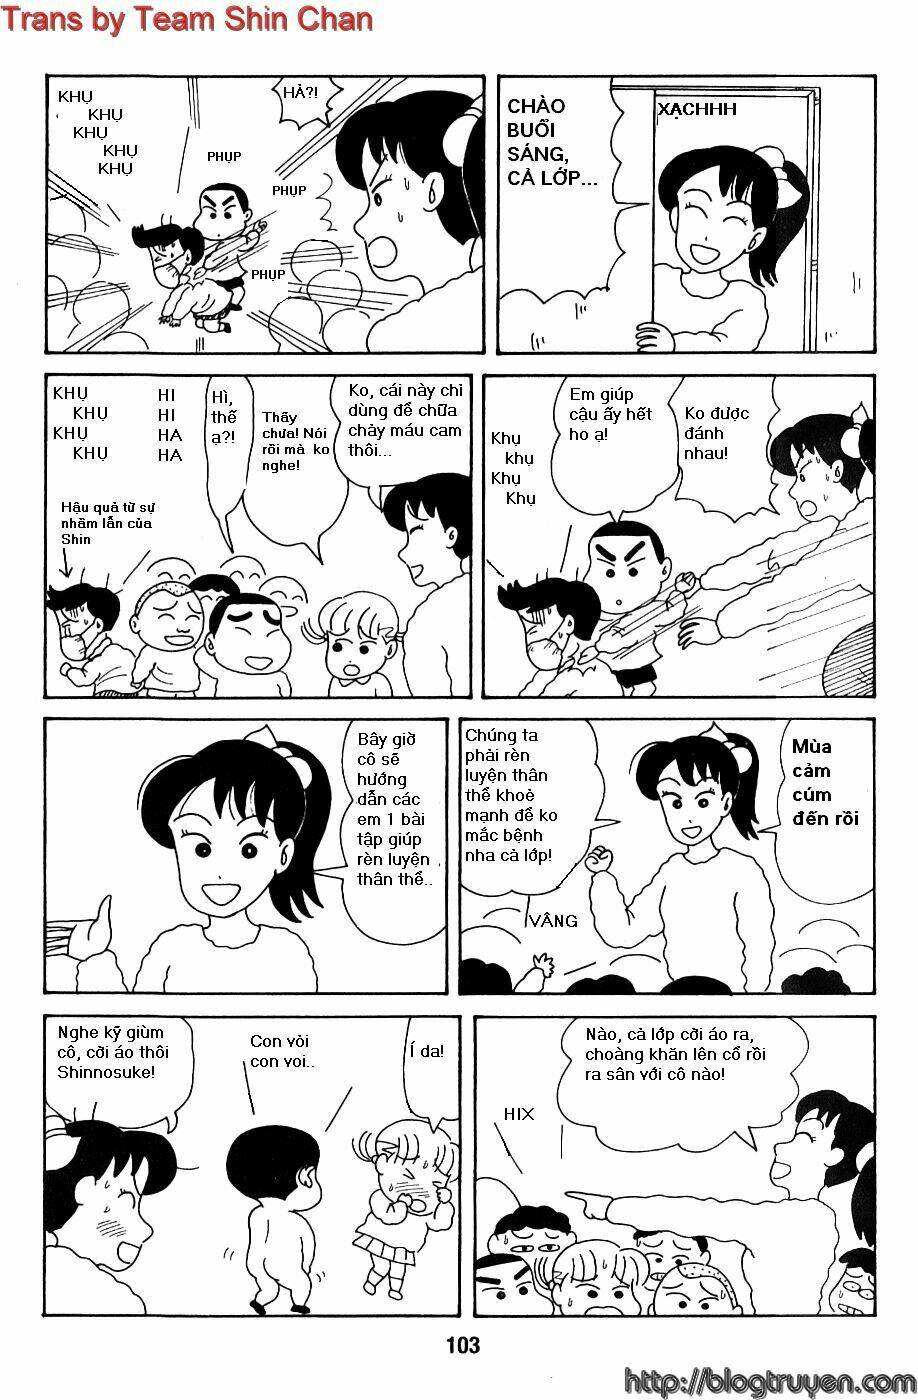 Trans by Team Shin Chan
XẠCHHH
CHÀO
BUỔI
SÁNG,
CẢ LỚP...
HẢ?!
KHỤ
KHỤ
KHỤ
KHỤ
KHỤ
PHỤP
PHỤP
PHỤP
Ko được
đánh
nhau!
Em giúp
cậu ấy hết
ho ạ!
Khụ
khụ
Khụ
Khụ
Ko, cái này chỉ
dùng để chữa
chảy máu cam
thôi...
Thấy
chưa! Nói
rồi mà ko
nghe!
Hì,
thế
ạ?!
HI
HI
HA
HA
KHỤ
KHỤ
KHỤ
KHỤ
Hậu quả từ sự
nhầm lẫn của
Shin
Mùa
cảm
cúm
đến rồi
Chúng ta
phải rèn
luyện thân
thể khoẻ
mạnh để ko
mắc bệnh
nha cả lớp!
VÂNG
Bây giờ
cô sẽ
hướng
dẫn các
em 1 bài
tập giúp
rèn luyện
thân thể..
Nào, cả lớp cởi áo ra,
choàng khăn lên cổ rồi
ra sân với cô nào!
HIX
Í da!
Con vòi
con voi..
Nghe kỹ giùm
cô, cởi áo thôi
Shinnosuke!
103
http://blogtruyen.com